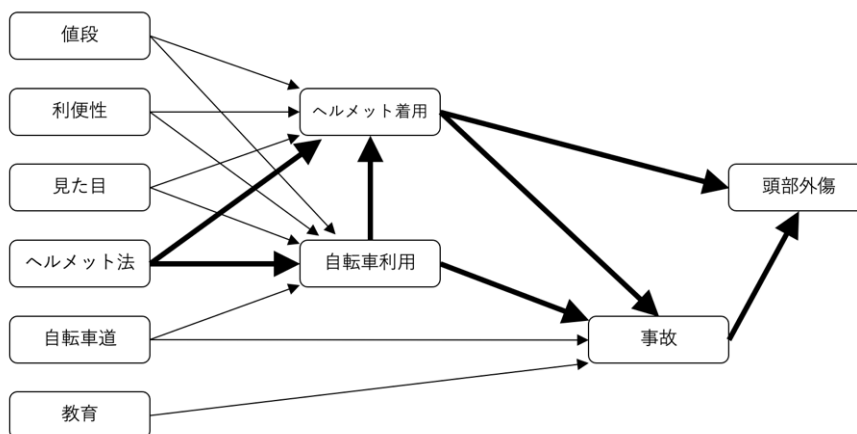 値段
利便性
見た目
ヘルメット法
自転車道
教育
ヘルメット着用
自転車利用
事故
頭部外傷